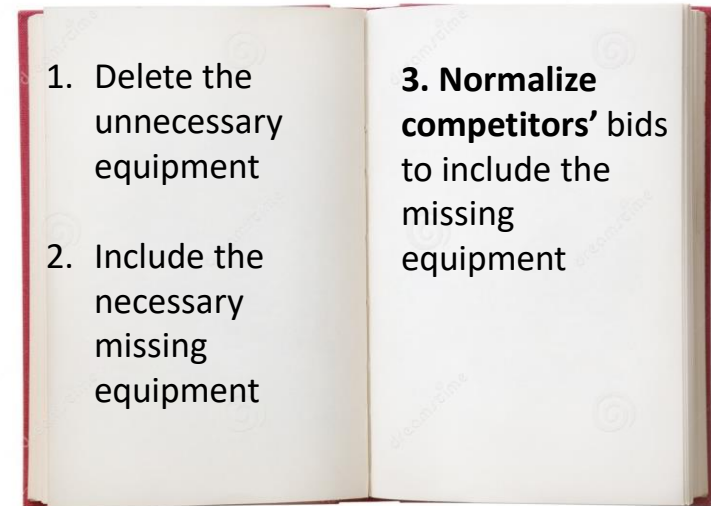 1. Delete the
unnecessary
equipment
2. Include the
necessary
missing
equipment
3. Normalize
competitors’ bids
to include the
missing
equipment